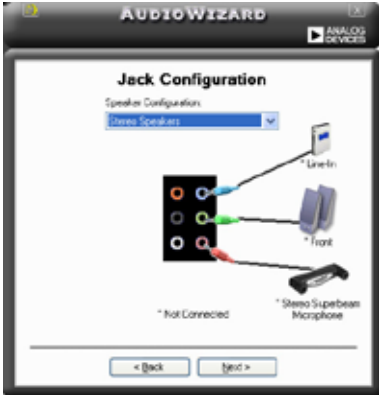 AUDIOWIZARD
ANALOG
DEVICES
Jack Configuration
Speaker Configuration:
Stereo Speakers
* Line-In
* Front
* Not Connected
* Stereo Superbeam
Microphone
< Back
Next >